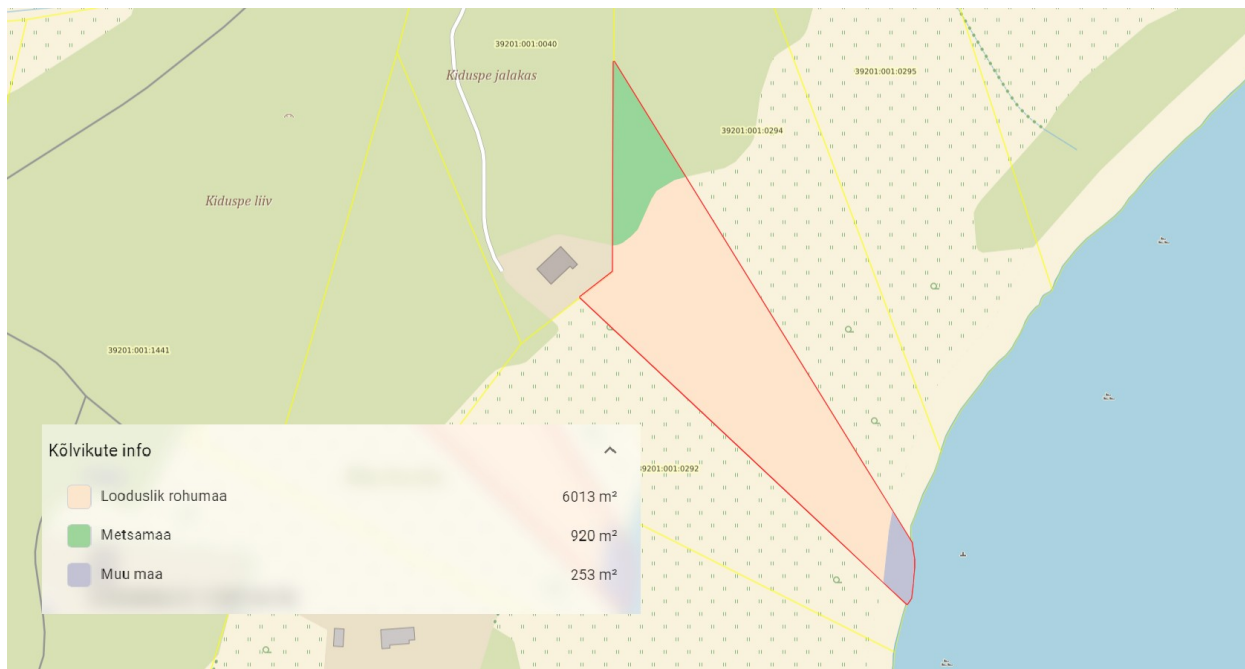 39201:001:0040
Kiduspe jalakas
39201:001:0295
39201:001:0294
Kiduspe liiv
39201:001:1441
39201:001:0292
Kõlvikute info
Looduslik rohumaa 6013 m²
Metsamaa 920 m²
Muu maa 253 m²